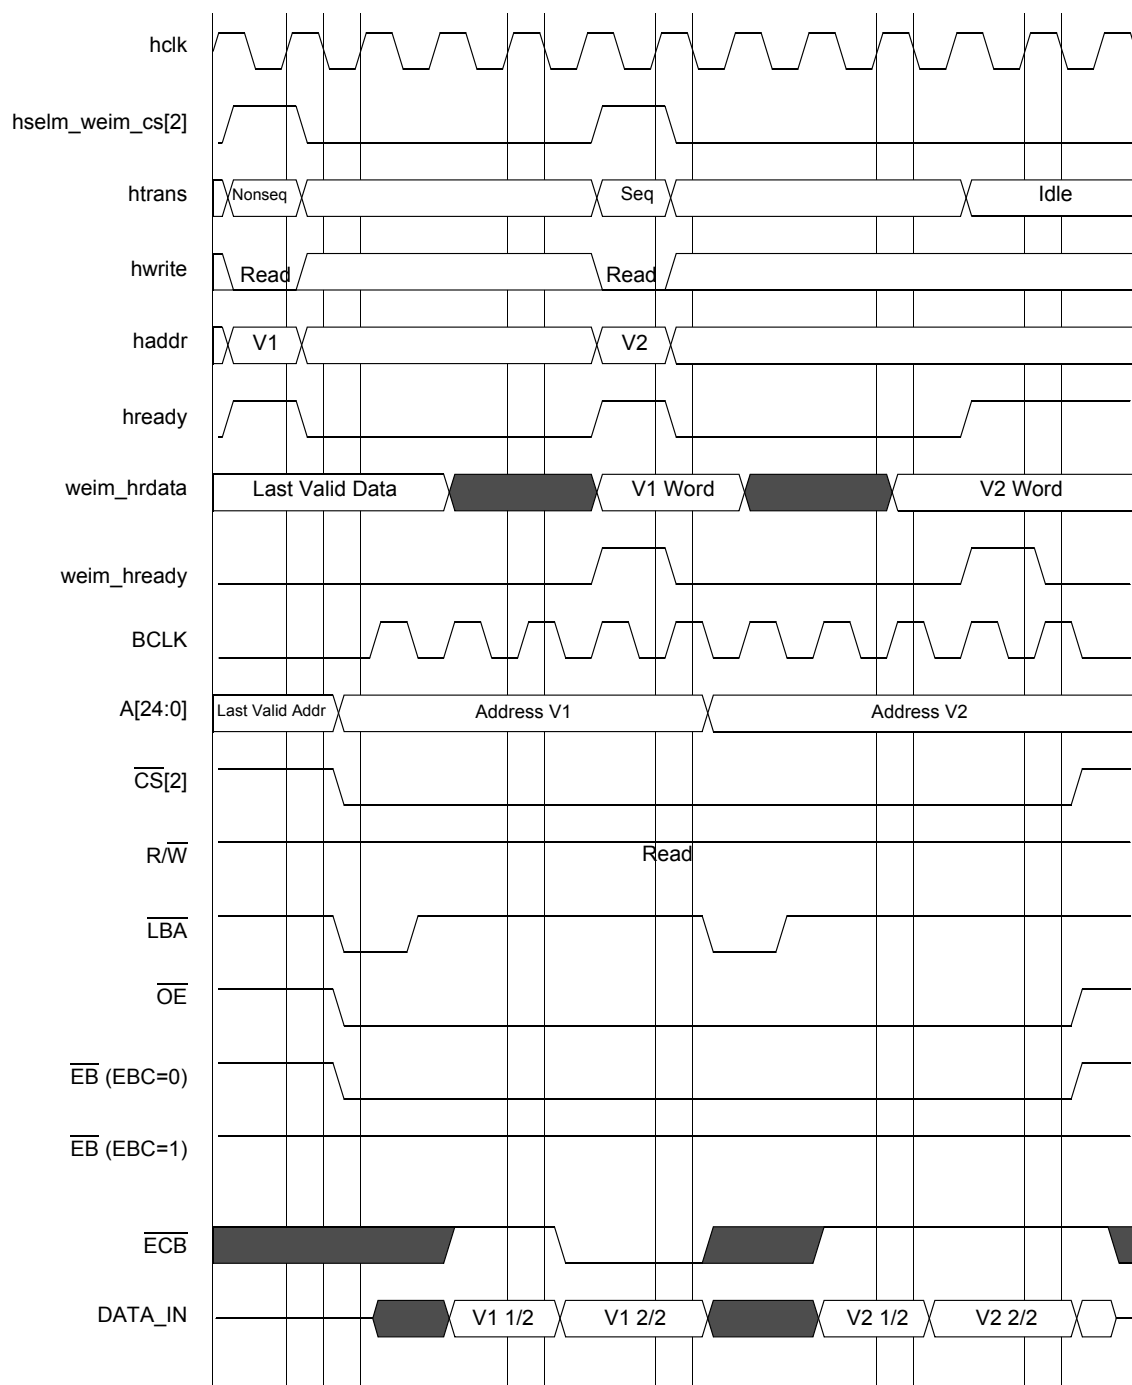 hclk
hselm_weim_cs[2]
htrans Nonseq Seq Idle
hwrite Read Read
haddr V1 V2
hready
weim_hrdata Last Valid Data V1 Word V2 Word
weim_hready
BCLK
A[24:0] Last Valid Addr Address V1 Address V2
CS[2]
R/W Read
LBA
OE
EB (EBC=0)
EB (EBC=1)
ECB
DATA_IN V1 1/2 V1 2/2 V2 1/2 V2 2/2